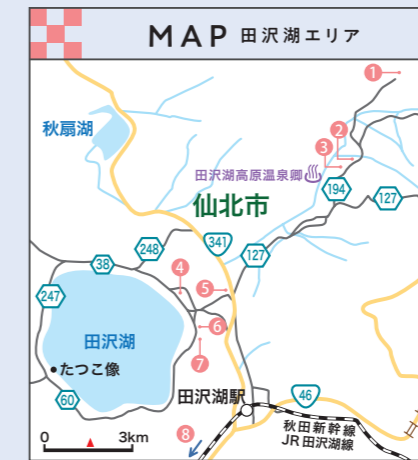 MAP 田沢湖エリア
1
秋扇湖
2
3
田沢湖高原温泉郷
194
127
仙北市
341
248
127
38
4
247
5
田沢湖
6
7
たつこ像
60
田沢湖駅
46
秋田新幹線
JR田沢湖線
8
0 3km